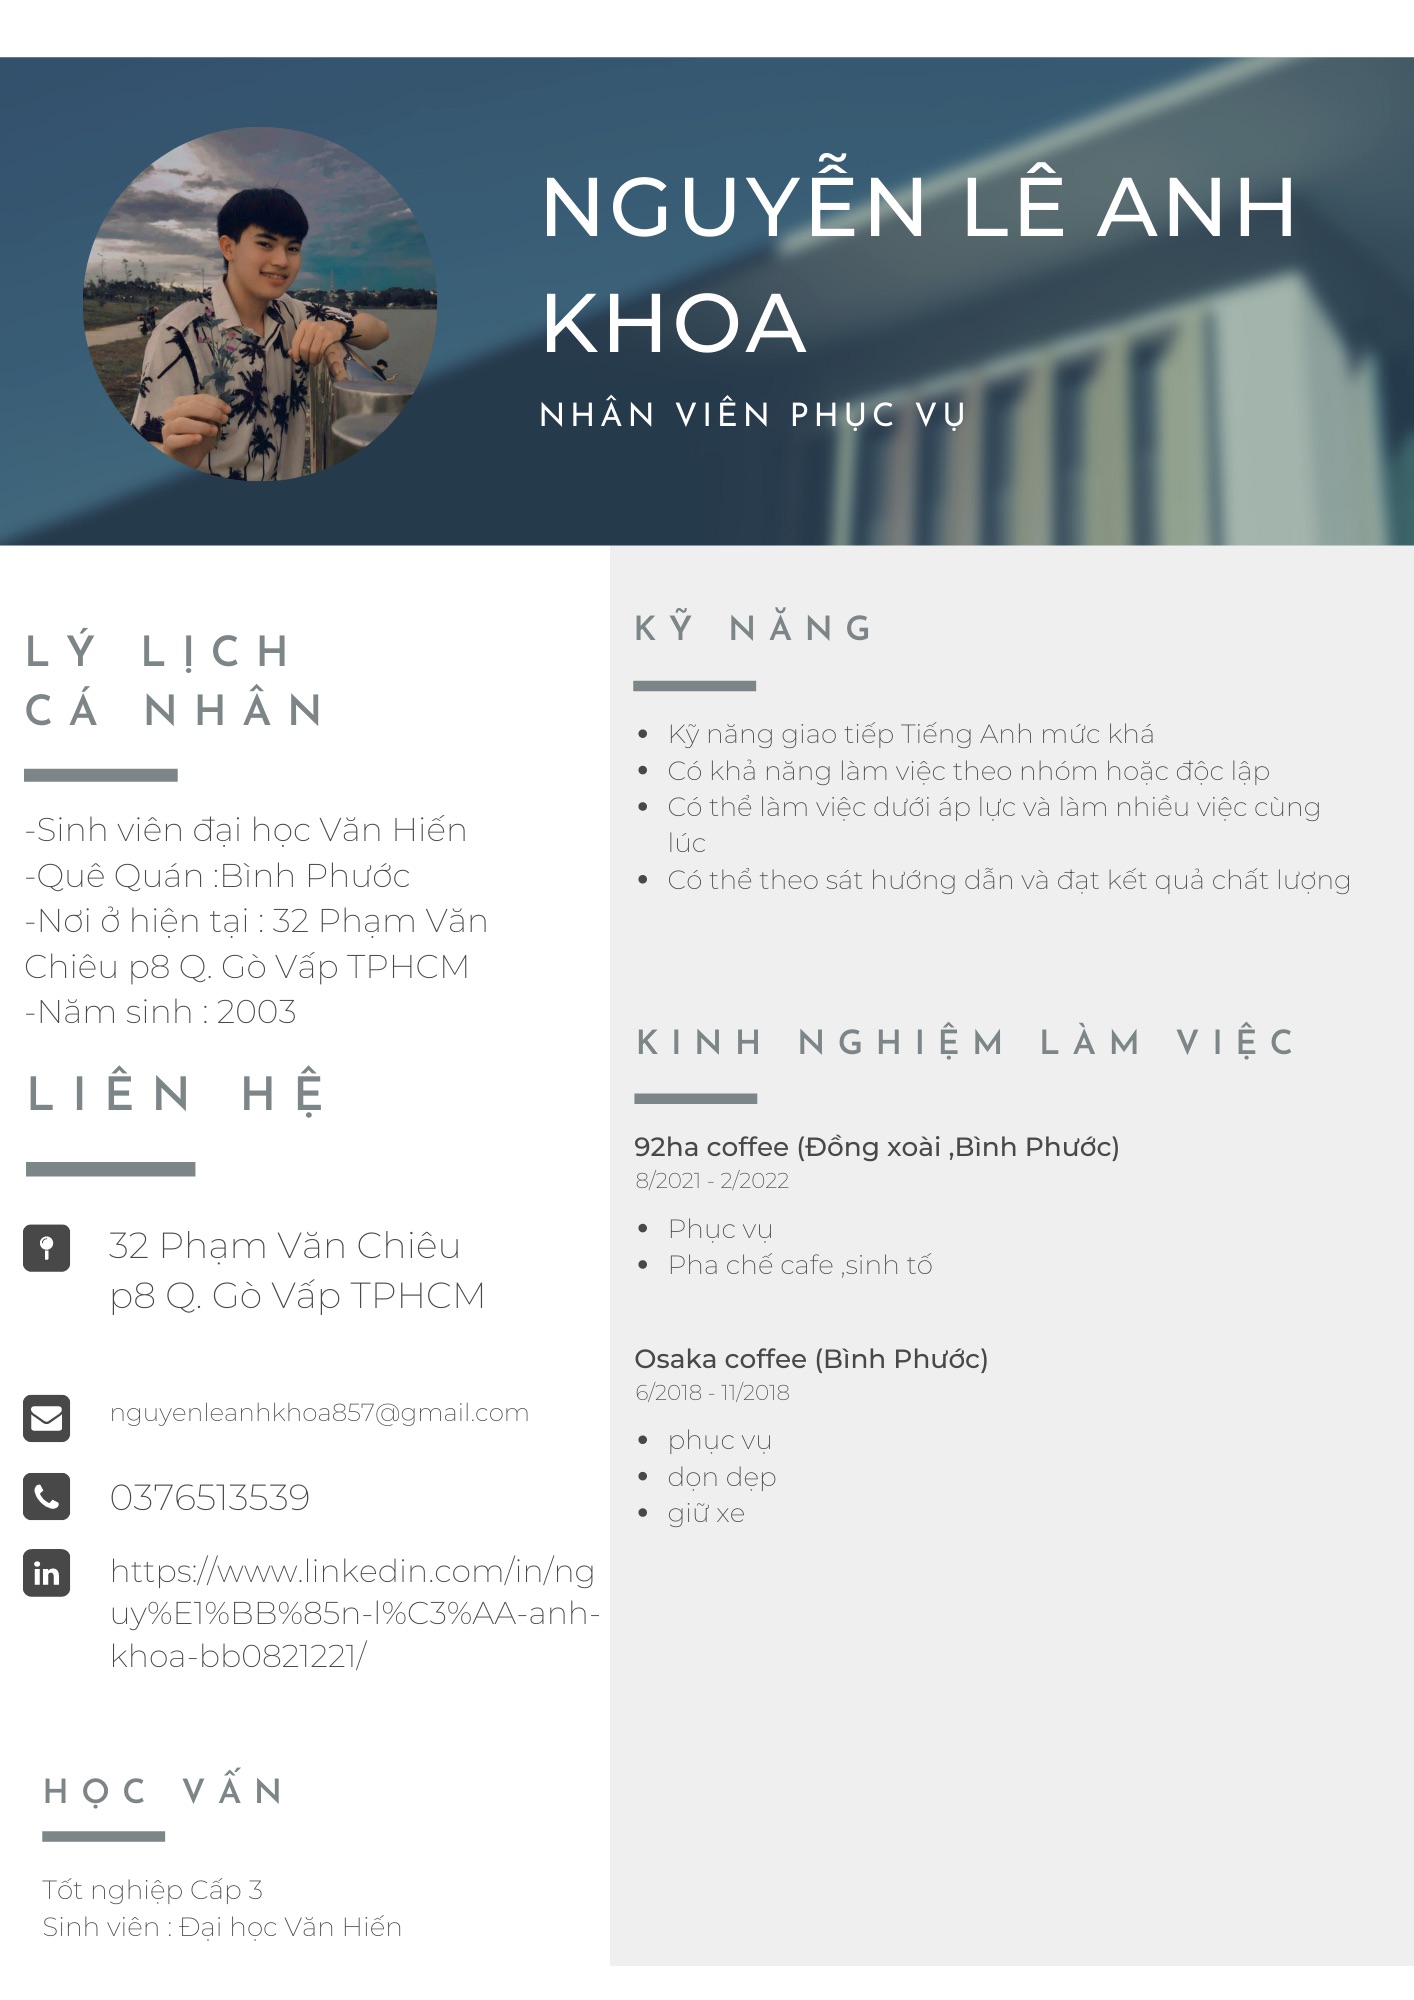 NGUYỄN LÊ ANH
KHOA
NHÂN VIÊN PHỤC VỤ
LÝ LỊCH
CÁ NHÂN
-Sinh viên đại học Văn Hiến
-Quê Quán :Bình Phước
-Nơi ở hiện tại : 32 Phạm Văn
Chiêu p8 Q. Gò Vấp TPHCM
-Năm sinh : 2003
LIÊN HỆ
32 Phạm Văn Chiêu
p8 Q. Gò Vấp TPHCM
nguyenleanhkhoa857@gmail.com
0376513539
in
https://www.linkedin.com/in/ng
uy%E1%BB%85n-l%C3%AA-anh-
khoa-bb0821221/
HỌC VẤN
Tốt nghiệp Cấp 3
Sinh viên : Đại học Văn Hiến
KỸ NĂNG
• Kỹ năng giao tiếp Tiếng Anh mức khá
• Có khả năng làm việc theo nhóm hoặc độc lập
• Có thể làm việc dưới áp lực và làm nhiều việc cùng
lúc
• Có thể theo sát hướng dẫn và đạt kết quả chất lượng
KINH NGHIỆM LÀM VIỆC
92ha coffee (Đồng xoài ,Bình Phước)
8/2021 - 2/2022
• Phục vụ
• Pha chế cafe ,sinh tố
Osaka coffee (Bình Phước)
6/2018 - 11/2018
• phục vụ
• dọn dẹp
• giữ xe